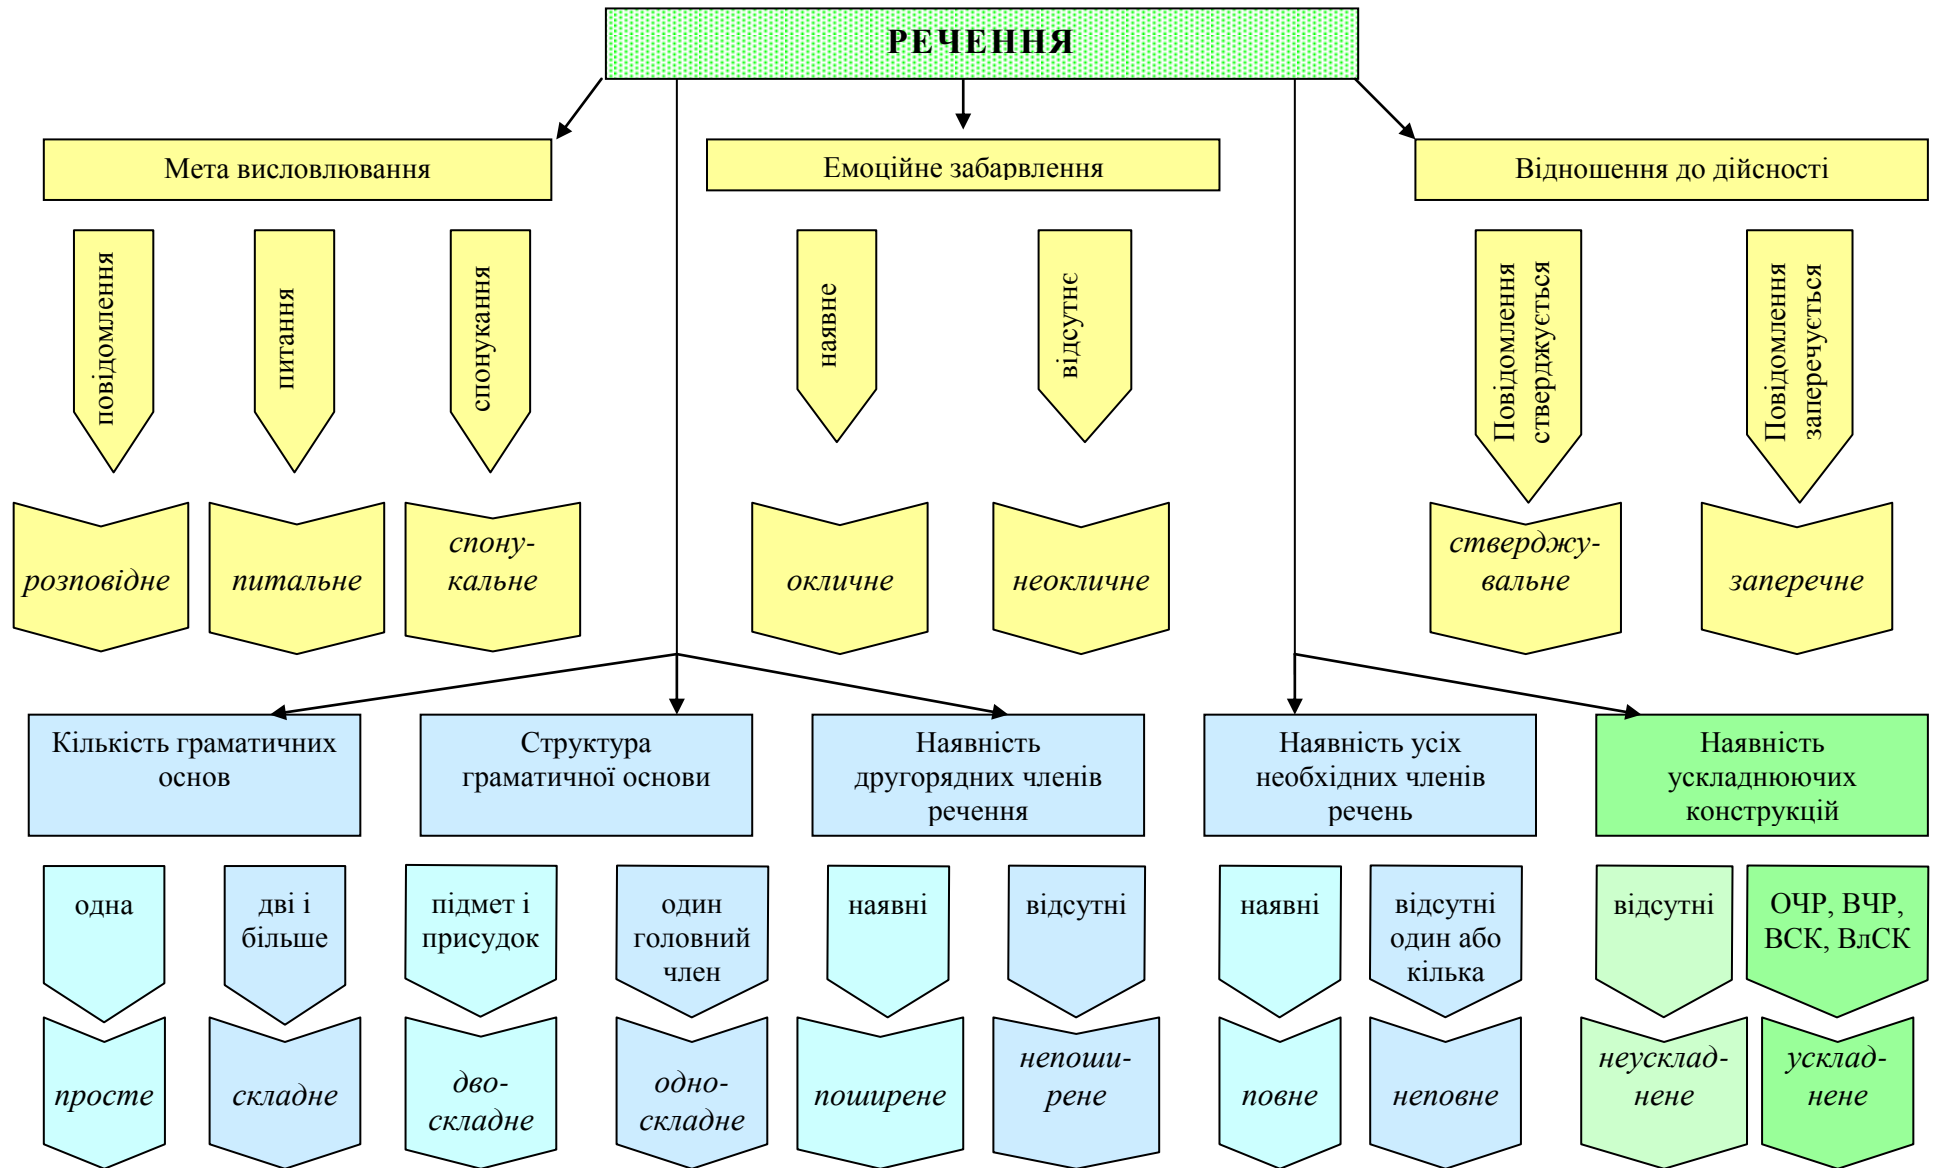 РЕЧЕННЯ
Мета висловлювання
Емоційне забарвлення
Відношення до дійсності
повідомлення
питання
спонукання
наявне
відсутнє
Повідомлення
стверджується
Повідомлення
заперечується
розповідне
питальне
спону-
кальне
окличне
неокличне
стверджу-
вальне
заперечне
Кількість граматичних
основ
Структура
граматичної основи
Наявність
другорядних членів
речення
Наявність усіх
необхідних членів
речень
Наявність
ускладнюючих
конструкцій
одна
дві і
більше
підмет і
присудок
один
головний
член
наявні
відсутні
наявні
відсутні
один або
кілька
відсутні
ОЧР, ВЧР,
ВСК, ВлСК
просте
складне
дво-
складне
одно-
складне
поширене
непоши-
рене
повне
неповне
неусклад-
нене
усклад-
нене